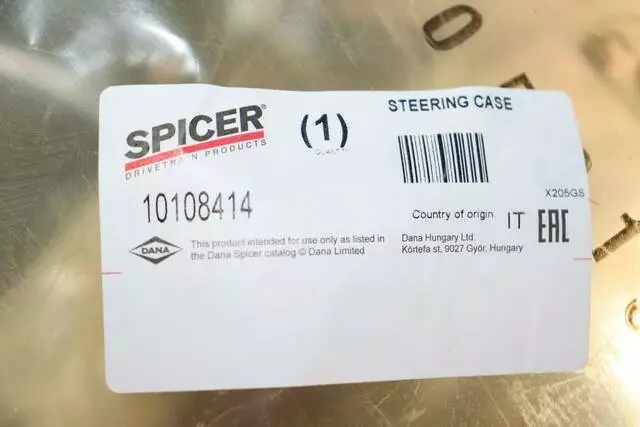 SPICER®
DRIVETRAIN PRODUCTS
(1)
QUANTITY
STEERING CASE
X205GS
10108414
Country of origin IT
EAC
DANA
This product intended for use only as listed in
the Dana Spicer catalog © Dana Limited
Dana Hungary Ltd.
Körtefa st, 9027 Győr, Hungary